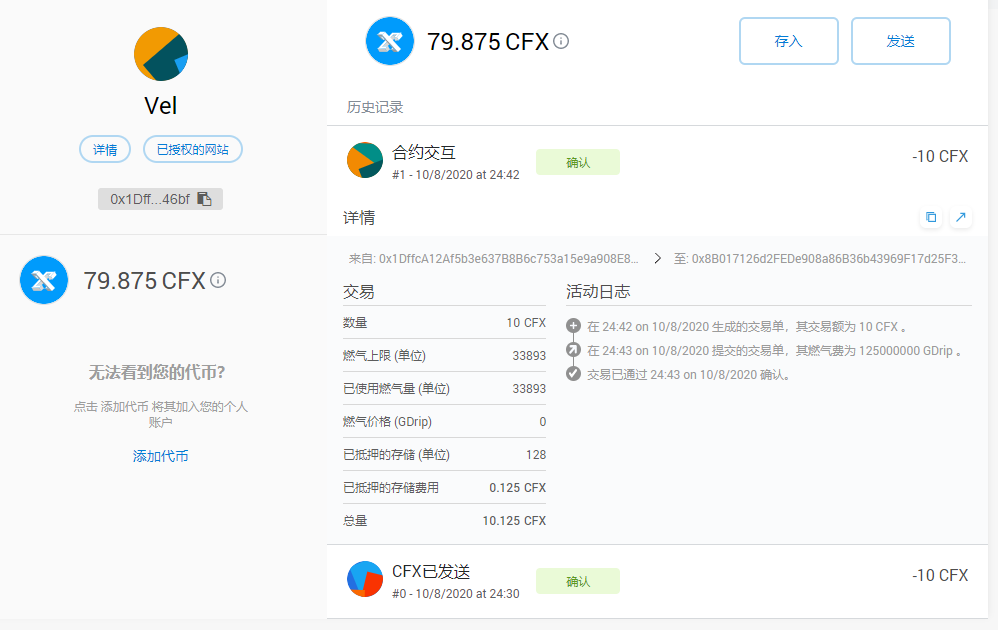 Vel
详情
已授权的网站
0x1Dff...46bf
79.875 CFX
无法看到您的代币?
点击 添加代币 将其加入您的个人
账户
添加代币
79.875 CFX
存入
发送
历史记录
合约交互
#1 - 10/8/2020 at 24:42
确认
-10 CFX
详情
来自: 0x1DffcA12Af5b3e637B8B6c753a15e9a908E8...
至: 0x8B017126d2FEDe908a86B36b43969F17d25F3...
交易
数量 10 CFX
燃气上限 (单位) 33893
已使用燃气量 (单位) 33893
燃气价格 (GDrip) 0
已抵押的存储 (单位) 128
已抵押的存储费用 0.125 CFX
总量 10.125 CFX
活动日志
在 24:42 on 10/8/2020 生成的交易单，其交易额为 10 CFX 。
在 24:43 on 10/8/2020 提交的交易单，其燃气费为 125000000 GDrip 。
交易已通过 24:43 on 10/8/2020 确认。
CFX已发送
#0 - 10/8/2020 at 24:30
确认
-10 CFX